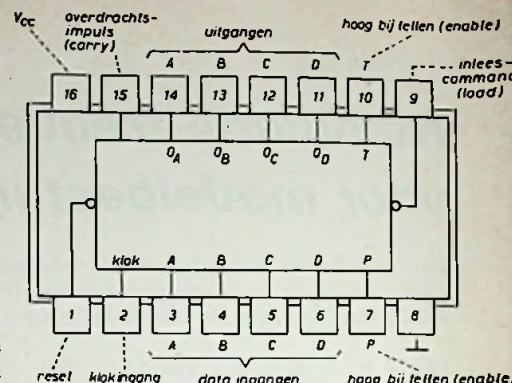 Vcc
overdrachts-
impuls
(carry)
uitgangen
hoog bij tellen (enable)
A B C D T
inlees-
command
(load)
16 15 14 13 12 11 10 9
OA OB OC OD T
klok A B C D P
1 2 3 4 5 6 7 8
A B C D P
reset klokingang data ingangen hoog bij tellen (enable)